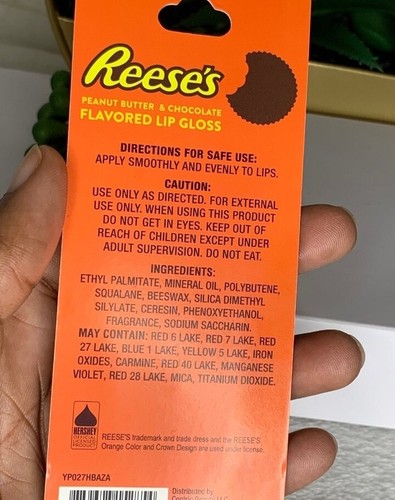 Reese's
PEANUT BUTTER & CHOCOLATE
FLAVORED LIP GLOSS
DIRECTIONS FOR SAFE USE:
APPLY SMOOTHLY AND EVENLY TO LIPS.
CAUTION:
USE ONLY AS DIRECTED. FOR EXTERNAL
USE ONLY. WHEN USING THIS PRODUCT
DO NOT GET IN EYES. KEEP OUT OF
REACH OF CHILDREN EXCEPT UNDER
ADULT SUPERVISION. DO NOT EAT.
INGREDIENTS:
ETHYL PALMITATE, MINERAL OIL, POLYBUTENE,
SQUALANE, BEESWAX, SILICA DIMETHYL
SILYLATE, CERESIN, PHENOXYETHANOL,
FRAGRANCE, SODIUM SACCHARIN.
MAY CONTAIN: RED 6 LAKE, RED 7 LAKE, RED
27 LAKE, BLUE 1 LAKE, YELLOW 5 LAKE, IRON
OXIDES, CARMINE, RED 40 LAKE, MANGANESE
VIOLET, RED 28 LAKE, MICA, TITANIUM DIOXIDE.
HERSHEY
OFFICIAL
LICENSED
PRODUCT
REESE'S trademark and trade dress and the REESE'S
Orange Color and Crown Design are used under license.
YP027HBAZA
Distributed by